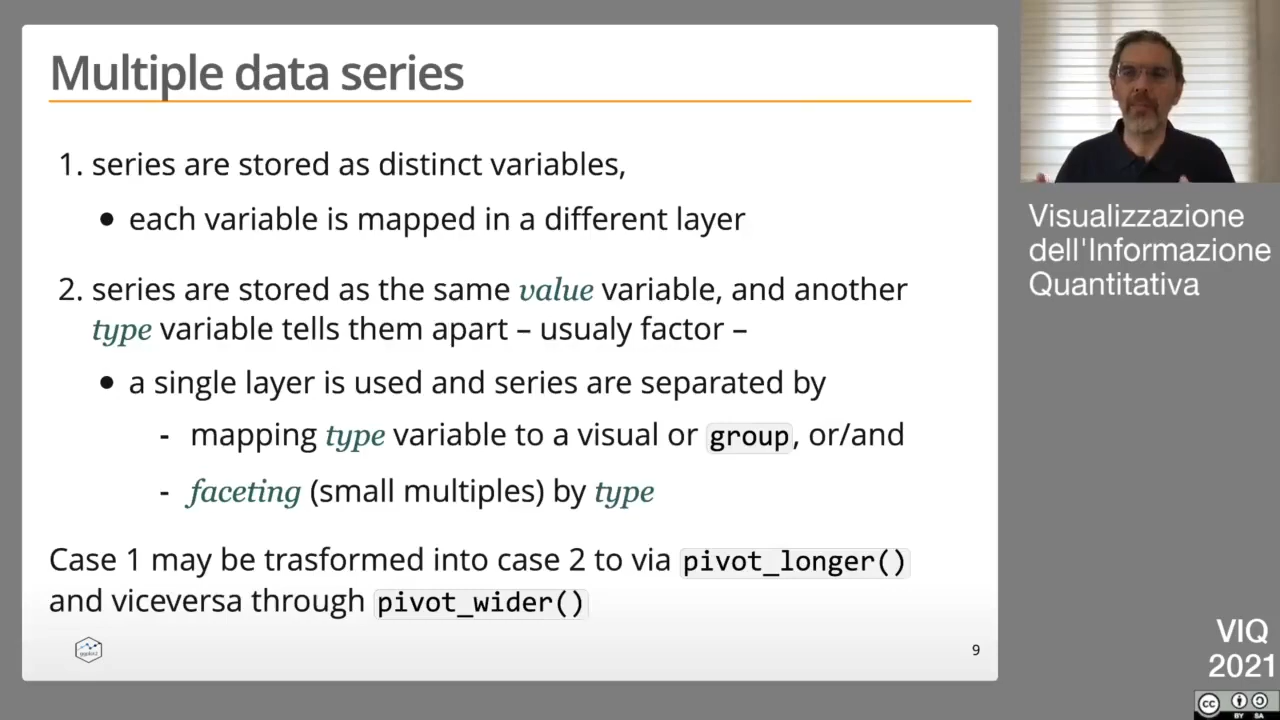 Multiple data series
1. series are stored as distinct variables,
• each variable is mapped in a different layer
2. series are stored as the same value variable, and another
type variable tells them apart – usualy factor –
• a single layer is used and series are separated by
- mapping type variable to a visual or group, or/and
- faceting (small multiples) by type
Case 1 may be trasformed into case 2 to via pivot_longer()
and viceversa through pivot_wider()
ggplot2
9
Visualizzazione
dell'Informazione
Quantitativa
VIQ
2021
cc
BY SA